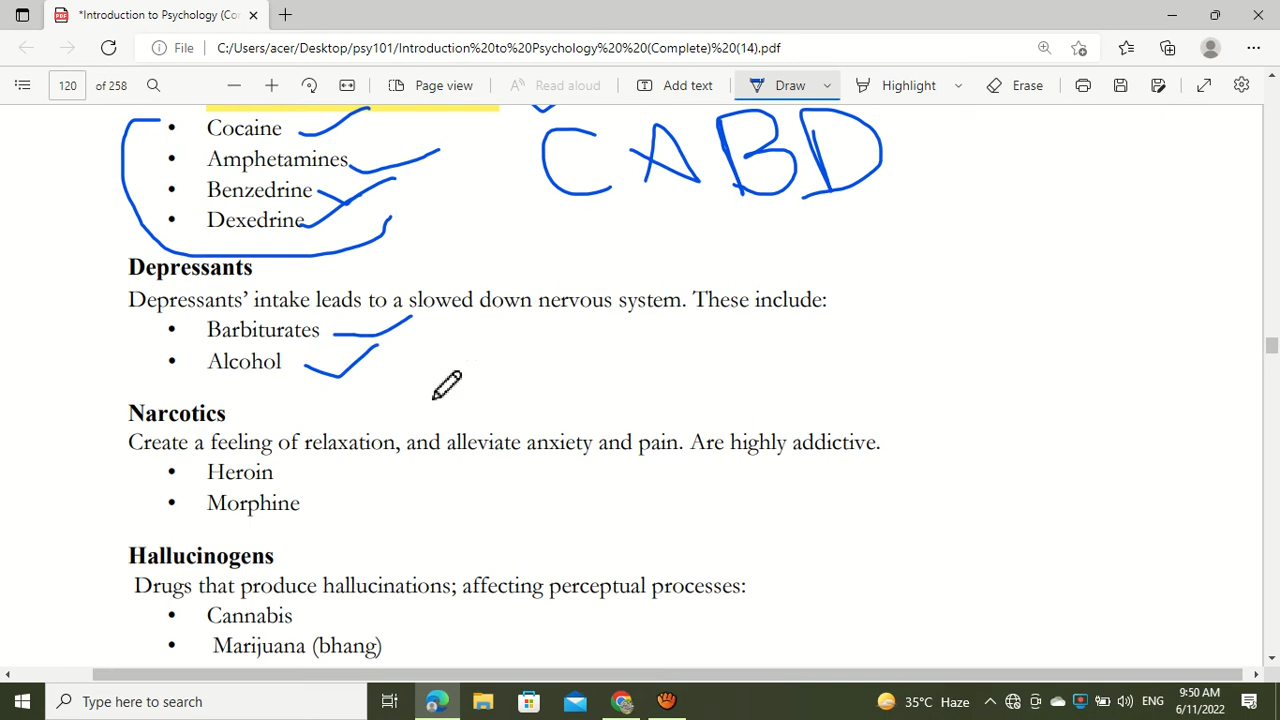 *Introduction to Psychology (Co
File
C:/Users/acer/Desktop/psy101/Introduction%20to%20Psychology%20%20(Complete)%20(14).pdf
120 of 258
Page view
Read aloud
Add text
Draw
Highlight
Erase
• Cocaine
• Amphetamines
• Benzedrine
• Dexedrine
C A B D
Depressants
Depressants’ intake leads to a slowed down nervous system. These include:
• Barbiturates
• Alcohol
Narcotics
Create a feeling of relaxation, and alleviate anxiety and pain. Are highly addictive.
• Heroin
• Morphine
Hallucinogens
Drugs that produce hallucinations; affecting perceptual processes:
• Cannabis
• Marijuana (bhang)
Type here to search
35°C Haze
ENG
9:50 AM
6/11/2022